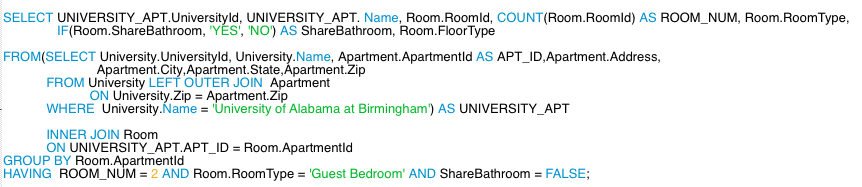 SELECT UNIVERSITY_APT.UniversityId, UNIVERSITY_APT. Name, Room.RoomId, COUNT(Room.RoomId) AS ROOM_NUM, Room.RoomType,
IF(Room.ShareBathroom, 'YES', 'NO') AS ShareBathroom, Room.FloorType
FROM(SELECT University.UniversityId, University.Name, Apartment.ApartmentId AS APT_ID,Apartment.Address,
Apartment.City,Apartment.State,Apartment.Zip
FROM University LEFT OUTER JOIN Apartment
ON University.Zip = Apartment.Zip
WHERE University.Name = 'University of Alabama at Birmingham') AS UNIVERSITY_APT
INNER JOIN Room
ON UNIVERSITY_APT.APT_ID = Room.ApartmentId
GROUP BY Room.ApartmentId
HAVING ROOM_NUM = 2 AND Room.RoomType = 'Guest Bedroom' AND ShareBathroom = FALSE;